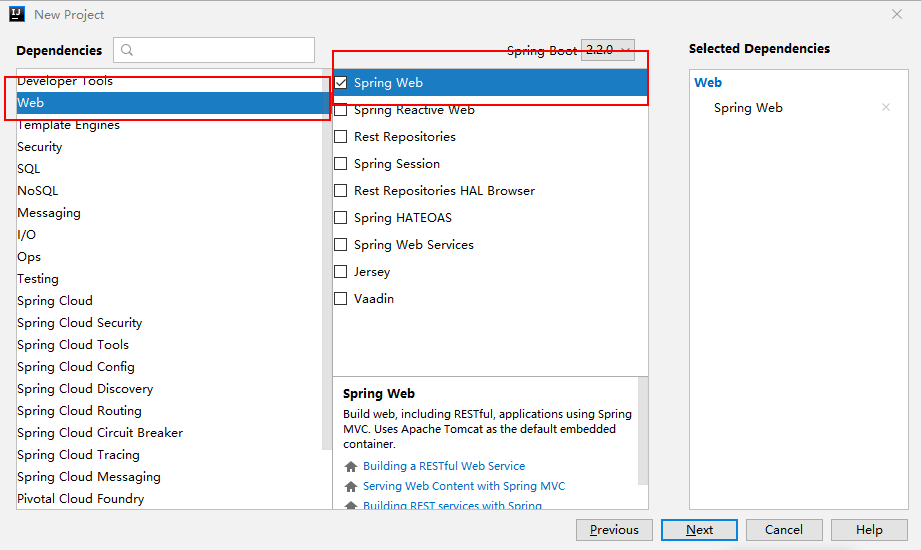 New Project
Dependencies
Spring Boot 2.2.0
Developer Tools
Web
Template Engines
Security
SQL
NoSQL
Messaging
I/O
Ops
Testing
Spring Cloud
Spring Cloud Security
Spring Cloud Tools
Spring Cloud Config
Spring Cloud Discovery
Spring Cloud Routing
Spring Cloud Circuit Breaker
Spring Cloud Tracing
Spring Cloud Messaging
Pivotal Cloud Foundry
Spring Web
Spring Reactive Web
Rest Repositories
Spring Session
Rest Repositories HAL Browser
Spring HATEOAS
Spring Web Services
Jersey
Vaadin
Spring Web
Build web, including RESTful, applications using Spring
MVC. Uses Apache Tomcat as the default embedded
container.
Building a RESTful Web Service
Serving Web Content with Spring MVC
Building REST services with Spring
Selected Dependencies
Web
Spring Web
Previous
Next
Cancel
Help